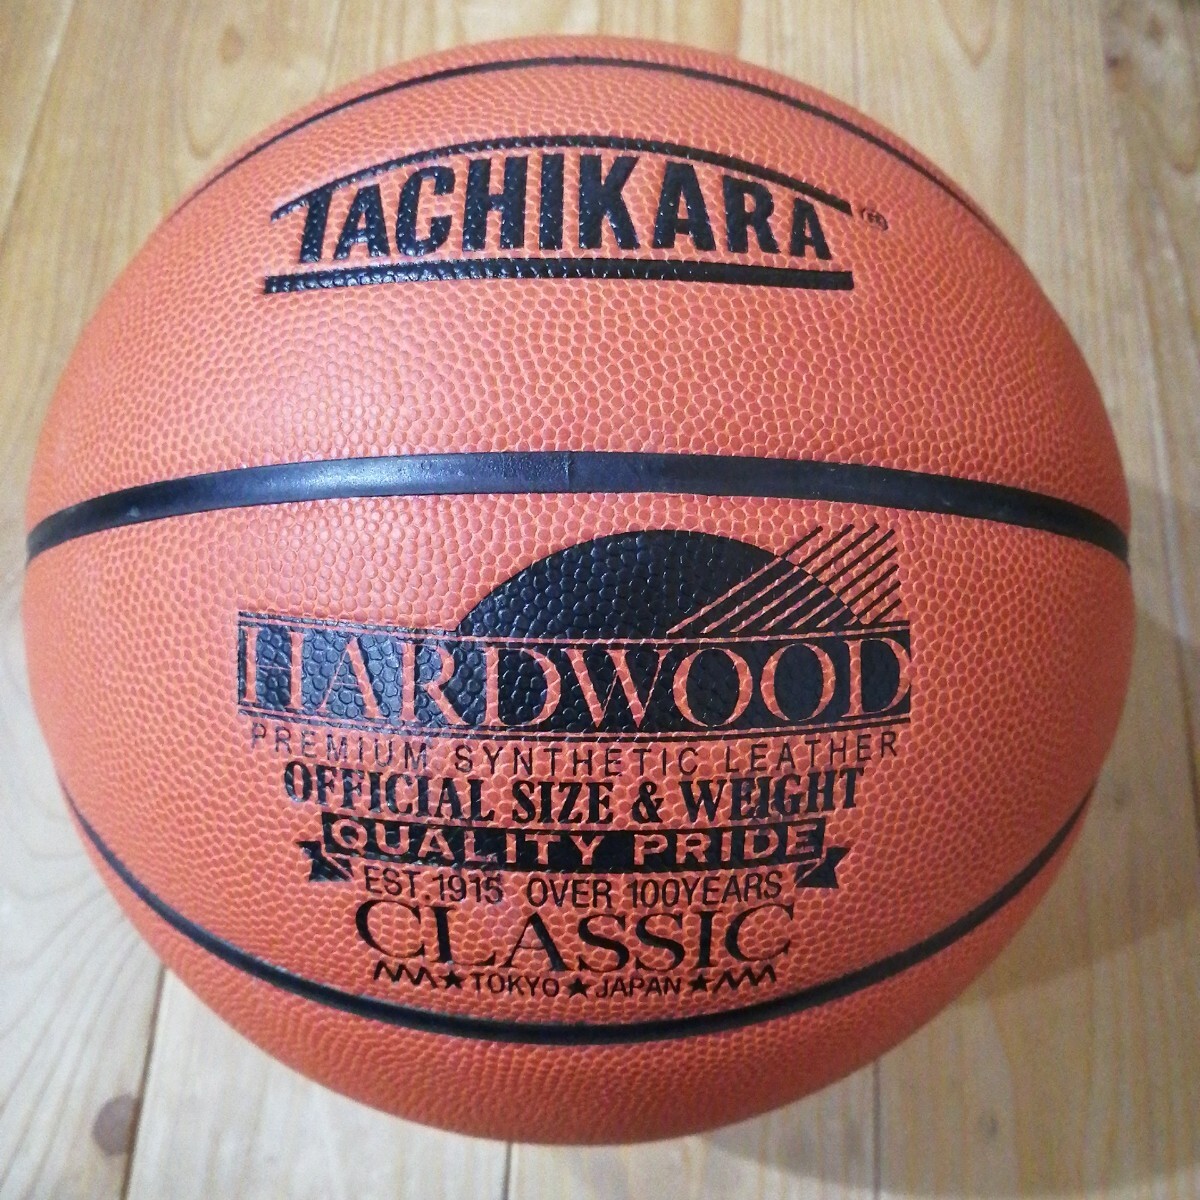 TACHIKARA®
HARDWOOD
PREMIUM SYNTHETIC LEATHER
OFFICIAL SIZE & WEIGHT
QUALITY PRIDE
EST.1915 OVER 100YEARS
CLASSIC
★TOKYO★JAPAN★